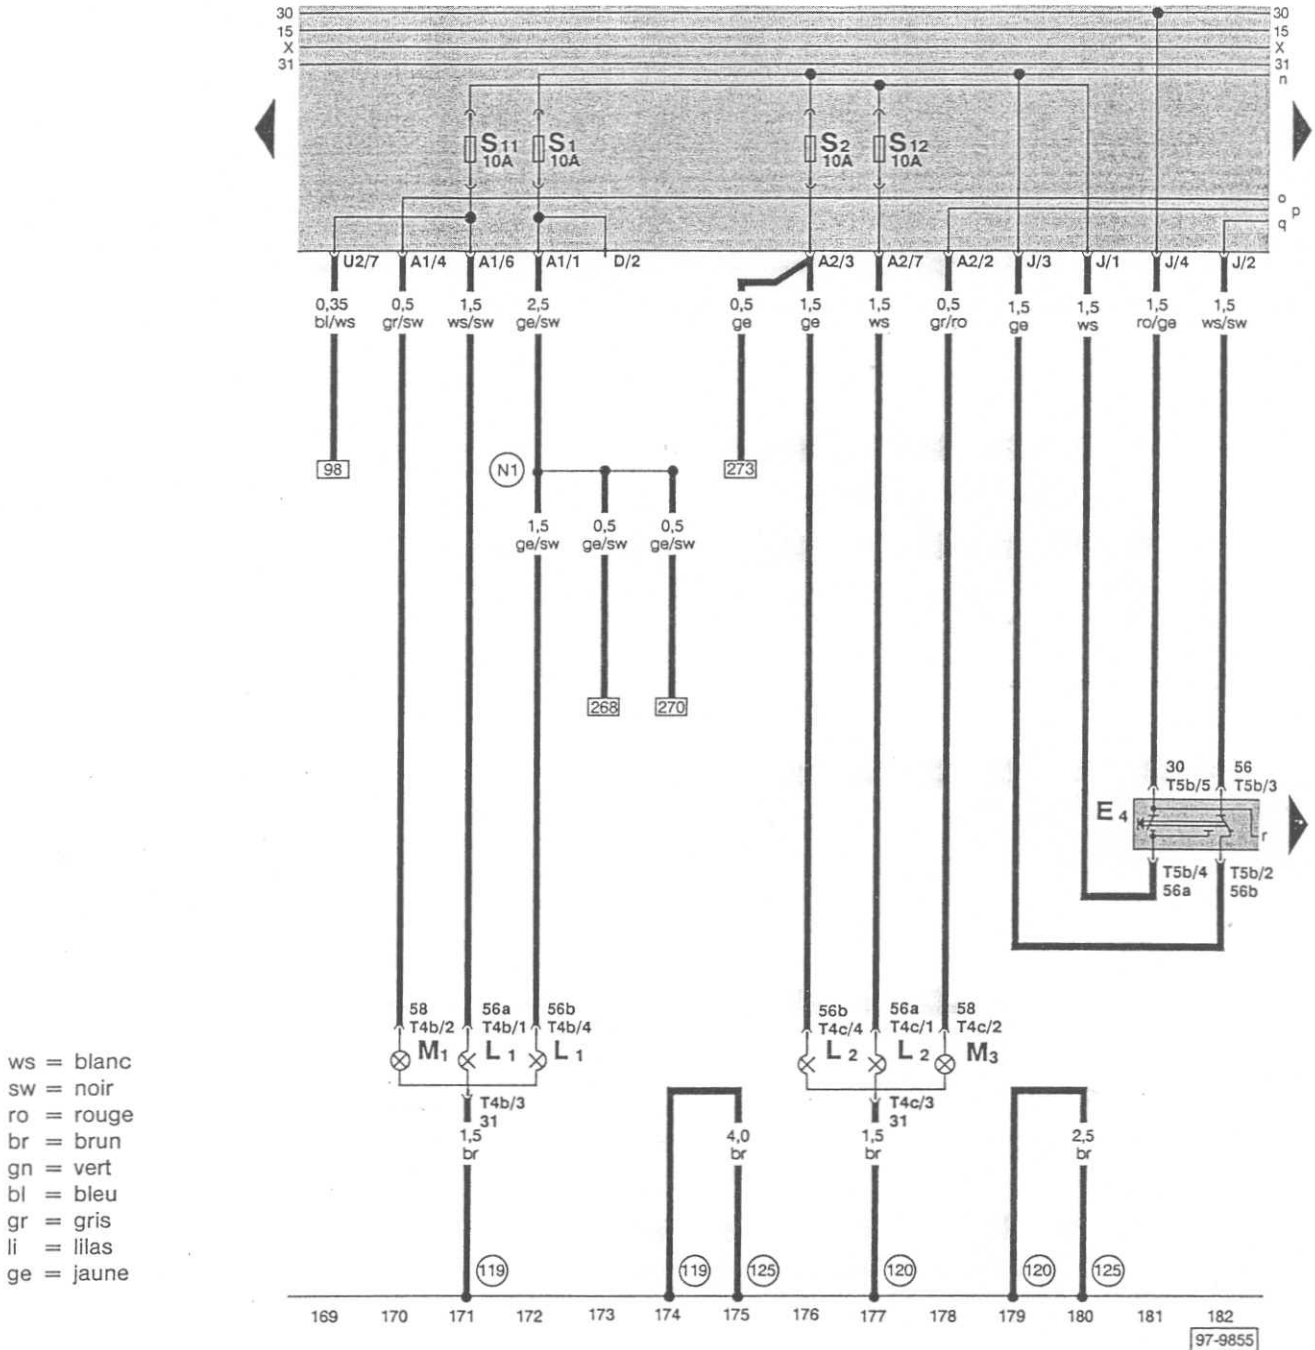 30 30
15 15
X X
31 31
n
S11 S1 S2 S12
10A 10A 10A 10A
o
p
q
U2/7 A1/4 A1/6 A1/1 D/2 A2/3 A2/7 A2/2 J/3 J/1 J/4 J/2
0,35 0,5 1,5 2,5 0,5 1,5 1,5 0,5 1,5 1,5 1,5 1,5
bl/ws gr/sw ws/sw ge/sw ge ge ws gr/ro ge ws ro/ge ws/sw
98 N1 273
1,5 0,5 0,5
ge/sw ge/sw ge/sw
268 270
30 56
T5b/5 T5b/3
E4
r
T5b/4 T5b/2
56a 56b
58 56a 56b 56b 56a 58
T4b/2 T4b/1 T4b/4 T4c/4 T4c/1 T4c/2
M1 L1 L1 L2 L2 M3
T4b/3 T4c/3
31 31
1,5 4,0 1,5 2,5
br br br br
ws = blanc
sw = noir
ro = rouge
br = brun
gn = vert
bl = bleu
gr = gris
li = lilas
ge = jaune
119 119 125 120 120 125
169 170 171 172 173 174 175 176 177 178 179 180 181 182
97-9855